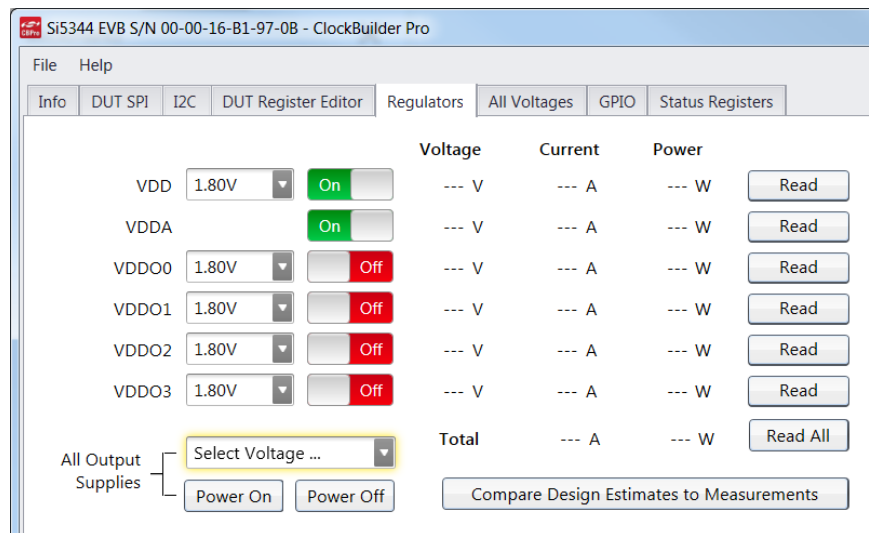 CBPro Si5344 EVB S/N 00-00-16-B1-97-0B - ClockBuilder Pro
File Help
Info DUT SPI I2C DUT Register Editor Regulators All Voltages GPIO Status Registers
Voltage Current Power
VDD 1.80V On --- V --- A --- W Read
VDDA On --- V --- A --- W Read
VDDO0 1.80V Off --- V --- A --- W Read
VDDO1 1.80V Off --- V --- A --- W Read
VDDO2 1.80V Off --- V --- A --- W Read
VDDO3 1.80V Off --- V --- A --- W Read
Total --- A --- W Read All
All Output Supplies
Select Voltage ...
Power On Power Off Compare Design Estimates to Measurements